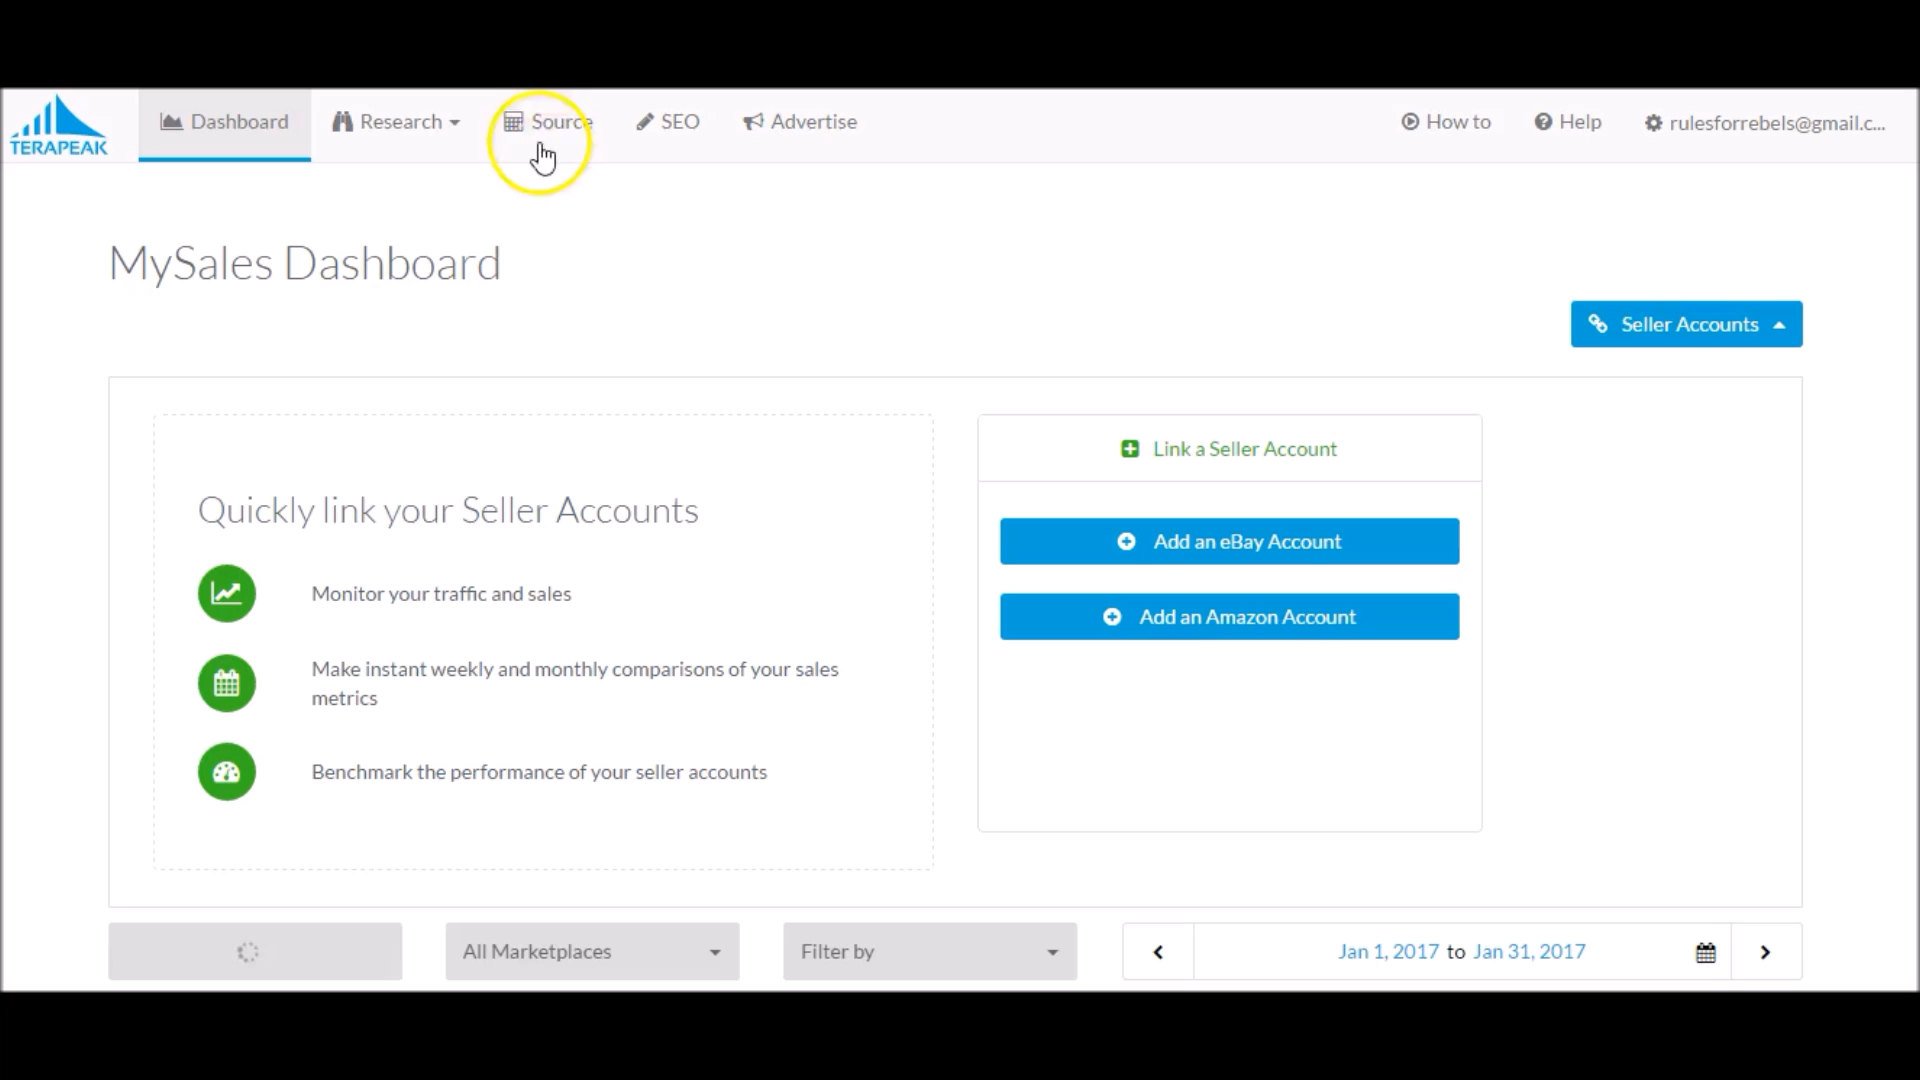 TERAPEAK
Dashboard Research Source SEO Advertise How to Help rulesforrebels@gmail.c...
MySales Dashboard
Seller Accounts
Link a Seller Account
Quickly link your Seller Accounts
Add an eBay Account
Monitor your traffic and sales
Add an Amazon Account
Make instant weekly and monthly comparisons of your sales
metrics
Benchmark the performance of your seller accounts
All Marketplaces Filter by Jan 1, 2017 to Jan 31, 2017